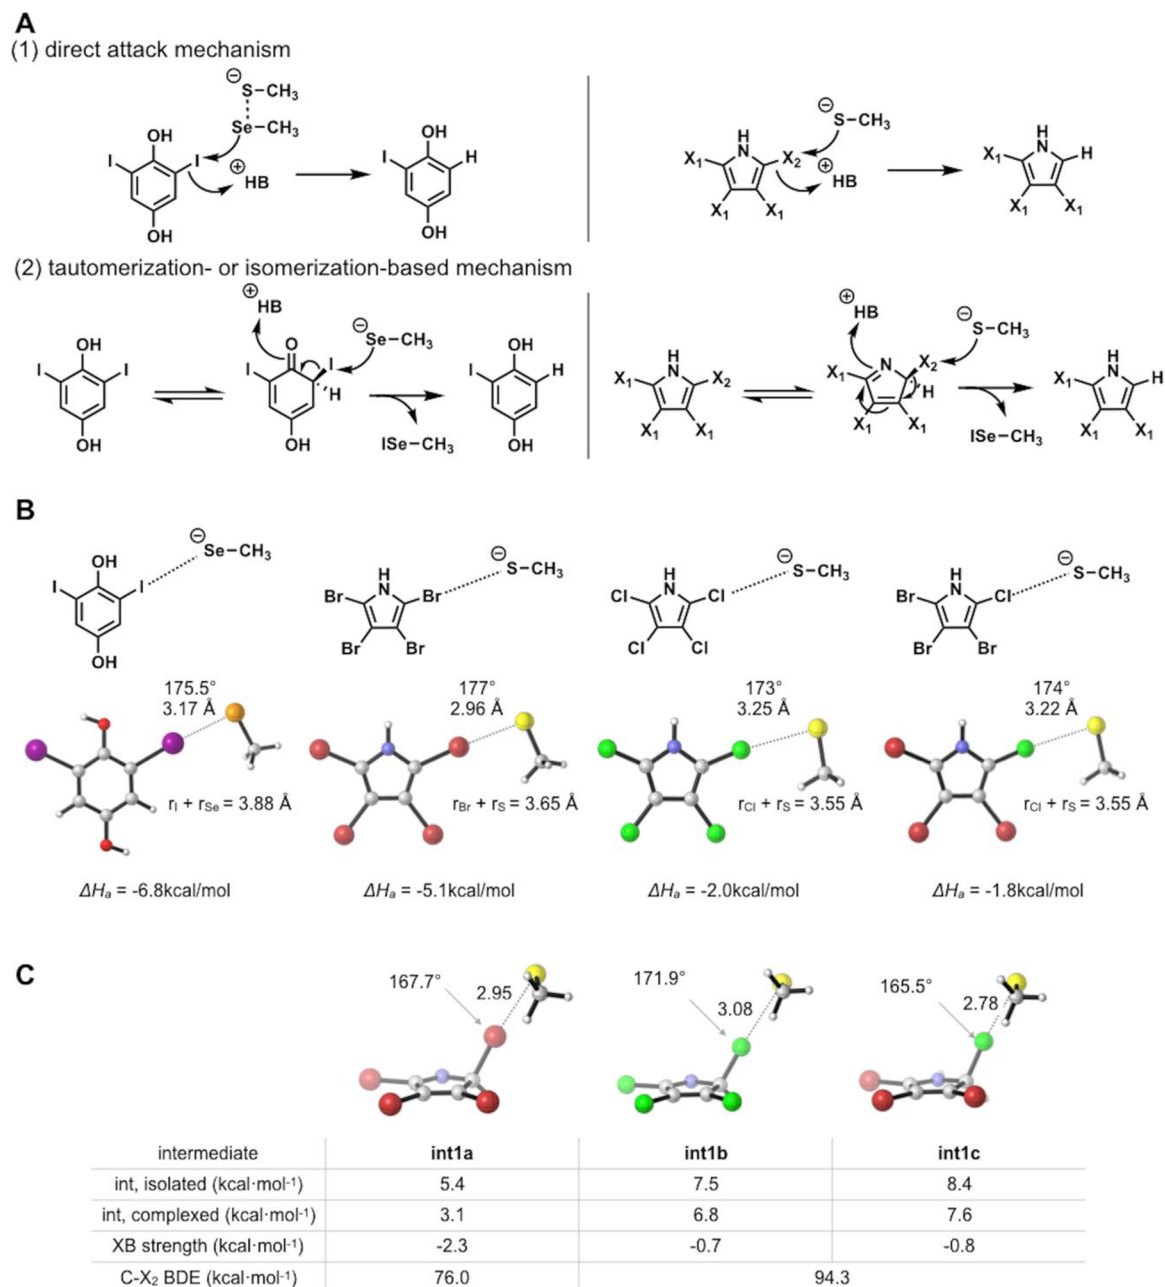 A
(1) direct attack mechanism
⊖
S–CH₃
Se–CH₃
OH
I
I
⊕
HB
OH
OH
I
H
OH
⊖
S–CH₃
H
N
X₁
X₂
⊕
HB
X₁
X₁
H
N
X₁
H
X₁
X₁
(2) tautomerization- or isomerization-based mechanism
OH
I
I
OH
⊕
HB
O
I
I
H
OH
⊖
Se–CH₃
ISe–CH₃
OH
I
H
OH
H
N
X₁
X₂
X₁
X₁
⊕
HB
N
X₁
X₂
H
X₁
X₁
⊖
S–CH₃
ISe–CH₃
H
N
X₁
H
X₁
X₁
B
OH
I
I
OH
⊖
Se–CH₃
H
N
Br
Br
Br
Br
⊖
S–CH₃
H
N
Cl
Cl
Cl
Cl
⊖
S–CH₃
H
N
Br
Cl
Br
Br
⊖
S–CH₃
175.5°
3.17 Å
rI + rSe = 3.88 Å
177°
2.96 Å
rBr + rS = 3.65 Å
173°
3.25 Å
rCl + rS = 3.55 Å
174°
3.22 Å
rCl + rS = 3.55 Å
ΔHa = -6.8kcal/mol
ΔHa = -5.1kcal/mol
ΔHa = -2.0kcal/mol
ΔHa = -1.8kcal/mol
C
167.7°
2.95
171.9°
3.08
165.5°
2.78
intermediate int1a int1b int1c
int, isolated (kcal·mol⁻¹) 5.4 7.5 8.4
int, complexed (kcal·mol⁻¹) 3.1 6.8 7.6
XB strength (kcal·mol⁻¹) -2.3 -0.7 -0.8
C-X₂ BDE (kcal·mol⁻¹) 76.0 94.3